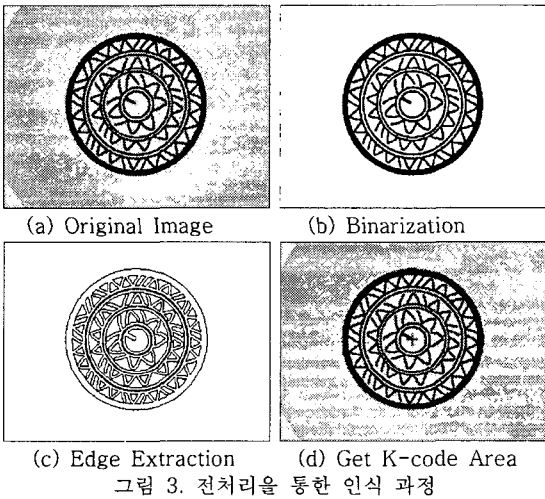 (a) Original Image (b) Binarization
(c) Edge Extraction (d) Get K-code Area
그림 3. 전처리을 통한 인식 과정